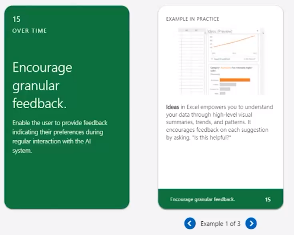 15
OVER TIME
Encourage
granular
feedback.
Enable the user to provide feedback
indicating their preferences during
regular interaction with the AI
system.
EXAMPLE IN PRACTICE
Ideas in Excel empowers you to understand
your data through high-level visual
summaries, trends, and patterns. It
encourages feedback on each suggestion
by asking, "Is this helpful?"
Encourage granular feedback.
15
Example 1 of 3